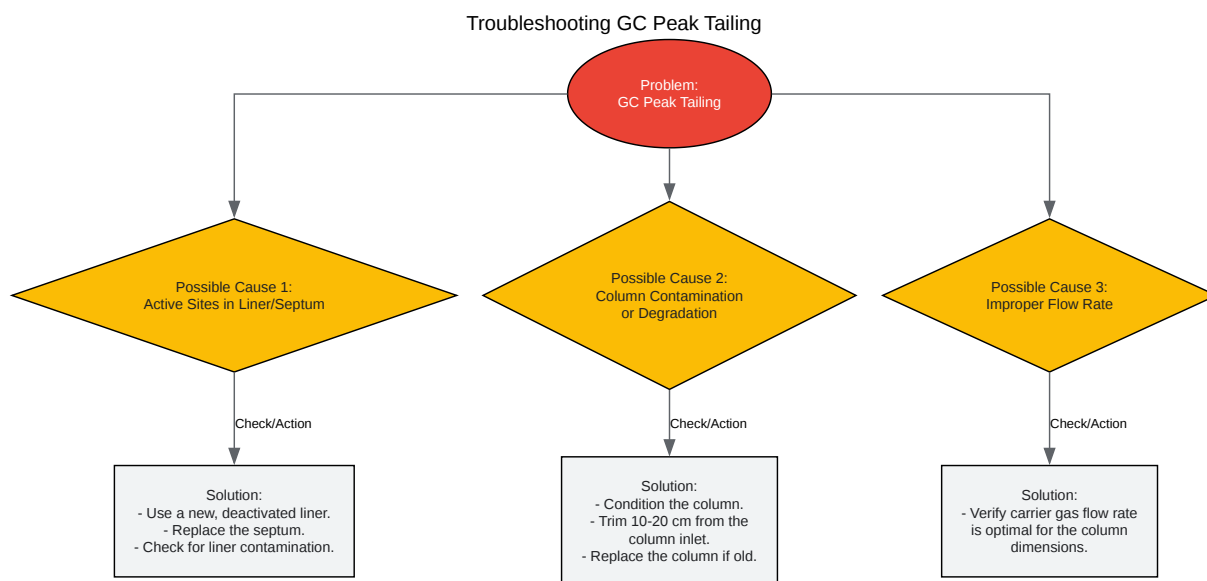 Troubleshooting GC Peak Tailing
Problem:
GC Peak Tailing
Possible Cause 1:
Active Sites in Liner/Septum
Possible Cause 2:
Column Contamination
or Degradation
Possible Cause 3:
Improper Flow Rate
Check/Action
Check/Action
Check/Action
Solution:
- Use a new, deactivated liner.
- Replace the septum.
- Check for liner contamination.
Solution:
- Condition the column.
- Trim 10-20 cm from the
column inlet.
- Replace the column if old.
Solution:
- Verify carrier gas flow rate
is optimal for the column
dimensions.